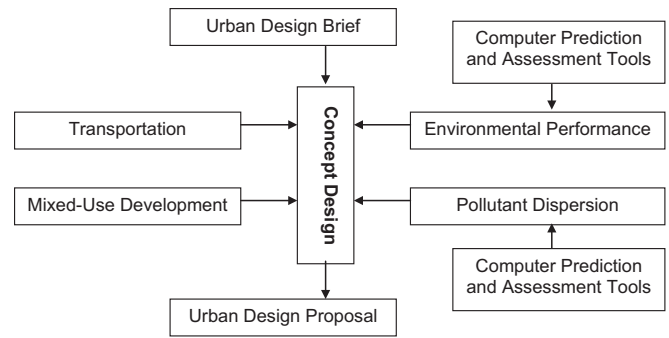 Urban Design Brief
Computer Prediction
and Assessment Tools
Transportation
Concept Design
Environmental Performance
Mixed-Use Development
Pollutant Dispersion
Computer Prediction
and Assessment Tools
Urban Design Proposal